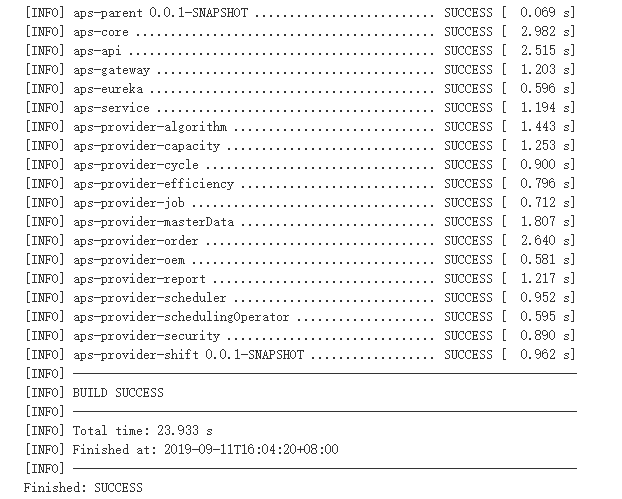 [INFO] aps-parent 0.0.1-SNAPSHOT ......................... SUCCESS [  0.069 s]
[INFO] aps-core .......................................... SUCCESS [  2.982 s]
[INFO] aps-api ........................................... SUCCESS [  2.515 s]
[INFO] aps-gateway ....................................... SUCCESS [  1.203 s]
[INFO] aps-eureka ........................................ SUCCESS [  0.596 s]
[INFO] aps-service ....................................... SUCCESS [  1.194 s]
[INFO] aps-provider-algorithm ............................ SUCCESS [  1.443 s]
[INFO] aps-provider-capacity ............................. SUCCESS [  1.253 s]
[INFO] aps-provider-cycle ................................ SUCCESS [  0.900 s]
[INFO] aps-provider-efficiency ........................... SUCCESS [  0.796 s]
[INFO] aps-provider-job .................................. SUCCESS [  0.712 s]
[INFO] aps-provider-masterData ........................... SUCCESS [  1.807 s]
[INFO] aps-provider-order ................................ SUCCESS [  2.640 s]
[INFO] aps-provider-oem .................................. SUCCESS [  0.581 s]
[INFO] aps-provider-report ............................... SUCCESS [  1.217 s]
[INFO] aps-provider-scheduler ............................ SUCCESS [  0.952 s]
[INFO] aps-provider-schedulingOperator ................... SUCCESS [  0.595 s]
[INFO] aps-provider-security ............................. SUCCESS [  0.890 s]
[INFO] aps-provider-shift 0.0.1-SNAPSHOT ................. SUCCESS [  0.962 s]
[INFO] ------------------------------------------------------------------------
[INFO] BUILD SUCCESS
[INFO] ------------------------------------------------------------------------
[INFO] Total time: 23.933 s
[INFO] Finished at: 2019-09-11T16:04:20+08:00
[INFO] ------------------------------------------------------------------------
Finished: SUCCESS